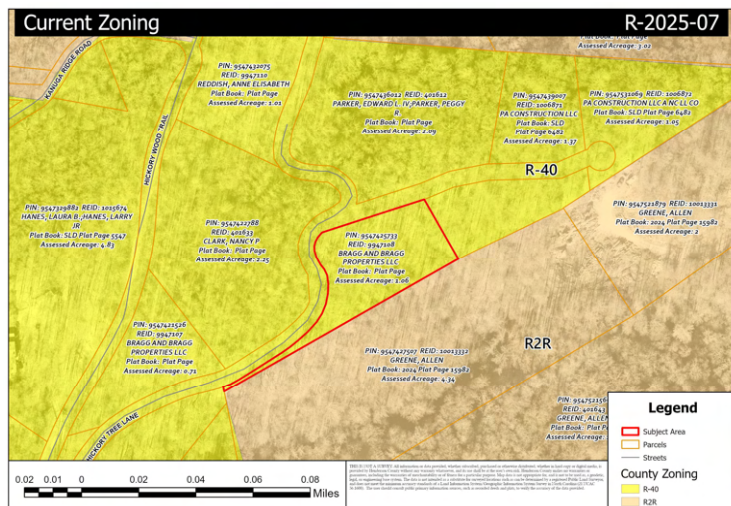 Current Zoning
R-2025-07
Plat Book: Plat Page
Assessed Acreage: 3.02
KANUGA RIDGE ROAD
PIN: 9547432075
REID: 9947110
REDDISH, ANNE ELISABETH
Plat Book: Plat Page
Assessed Acreage: 1.01
HICKORY WOOD TRAIL
PIN: 9547436012 REID: 401612
PARKER, EDWARD L. IV;PARKER, PEGGY
R
Plat Book: Plat Page
Assessed Acreage: 2.09
PIN: 9547439007
REID: 1006871
PA CONSTRUCTION LLC
Plat Book: SLD
Plat Page 6482
Assessed Acreage: 1.37
PIN: 9547531069 REID: 1006872
PA CONSTRUCTION LLC A NC LL CO
Plat Book: SLD Plat Page 6482
Assessed Acreage: 1.05
R-40
PIN: 9547329882 REID: 1015674
HANES, LAURA B.;HANES, LARRY
JR
Plat Book: SLD Plat Page 5547
Assessed Acreage: 4.83
PIN: 9547422788
REID: 401633
CLARK, NANCY P
Plat Book: Plat Page
Assessed Acreage: 2.25
PIN: 9547425733
REID: 9947108
BRAGG AND BRAGG
PROPERTIES LLC
Plat Book: Plat Page
Assessed Acreage: 1.06
PIN: 9547521879 REID: 10013331
GREENE, ALLEN
Plat Book: 2024 Plat Page 15982
Assessed Acreage: 2
PIN: 9547421526
REID: 9947107
BRAGG AND BRAGG
PROPERTIES LLC
Plat Book: Plat Page
Assessed Acreage: 0.71
R2R
PIN: 9547427507 REID: 10013332
GREENE, ALLEN
Plat Book: 2024 Plat Page 15982
Assessed Acreage: 4.34
HICKORY TREE LANE
GREENE, ALLEN
Legend
Subject Area
Parcels
Streets
County Zoning
R-40
R2R
0.02 0.01 0 0.02 0.04 0.06 0.08
Miles